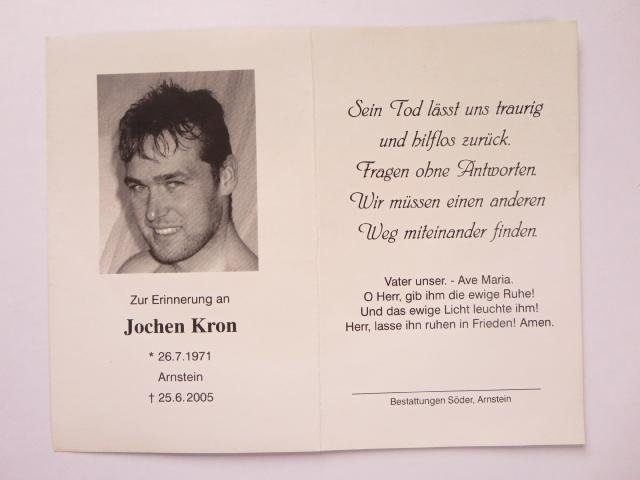 Zur Erinnerung an
Jochen Kron
* 26.7.1971
Arnstein
† 25.6.2005
Sein Tod lässt uns traurig
und hilflos zurück.
Fragen ohne Antworten.
Wir müssen einen anderen
Weg miteinander finden.
Vater unser. - Ave Maria.
O Herr, gib ihm die ewige Ruhe!
Und das ewige Licht leuchte ihm!
Herr, lasse ihn ruhen in Frieden! Amen.
Bestattungen Söder, Arnstein